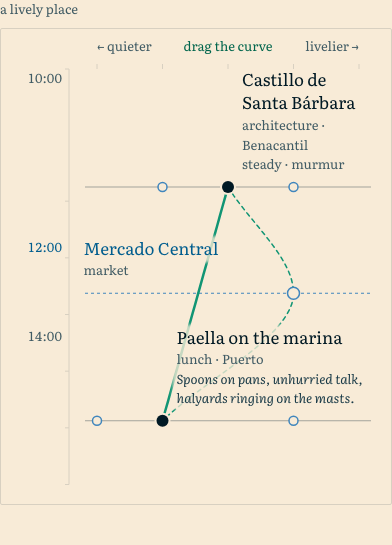 a lively place
← quieter
drag the curve
livelier →
10:00
Castillo de
Santa Bárbara
architecture ·
Benacantil
steady · murmur
12:00
Mercado Central
market
14:00
Paella on the marina
lunch · Puerto
Spoons on pans, unhurried talk,
halyards ringing on the masts.